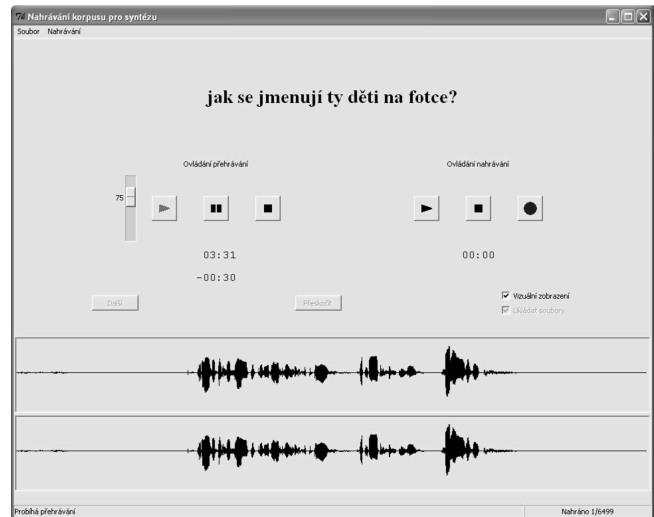 Nahrávání korpusu pro syntézu
Soubor Nahrávání
jak se jmenují ty děti na fotce?
Ovládání přehrávání
Ovládání nahrávání
75
03:31
00:00
-00:30
Další
Přeskočit
Vizuální zobrazení
Ukládat soubory
Probíhá přehrávání
Nahráno 1/6499